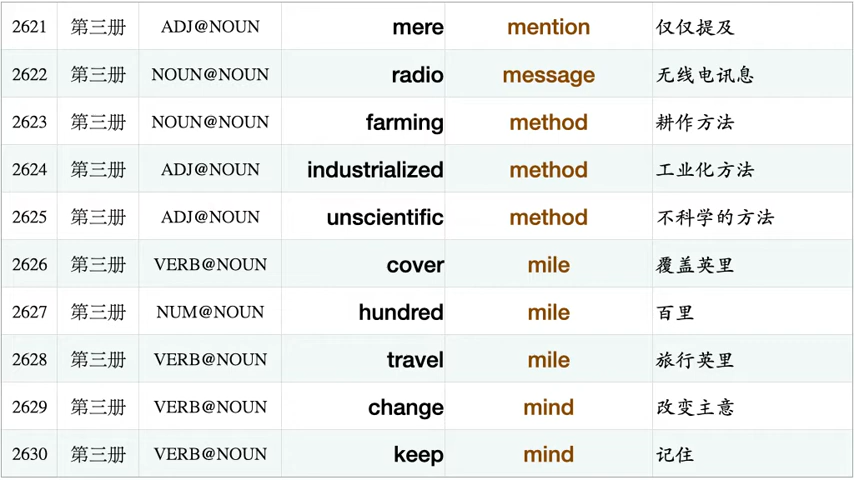 2621 第三册 ADJ@NOUN mere mention 仅仅提及
2622 第三册 NOUN@NOUN radio message 无线电讯息
2623 第三册 NOUN@NOUN farming method 耕作方法
2624 第三册 ADJ@NOUN industrialized method 工业化方法
2625 第三册 ADJ@NOUN unscientific method 不科学的方法
2626 第三册 VERB@NOUN cover mile 覆盖英里
2627 第三册 NUM@NOUN hundred mile 百里
2628 第三册 VERB@NOUN travel mile 旅行英里
2629 第三册 VERB@NOUN change mind 改变主意
2630 第三册 VERB@NOUN keep mind 记住